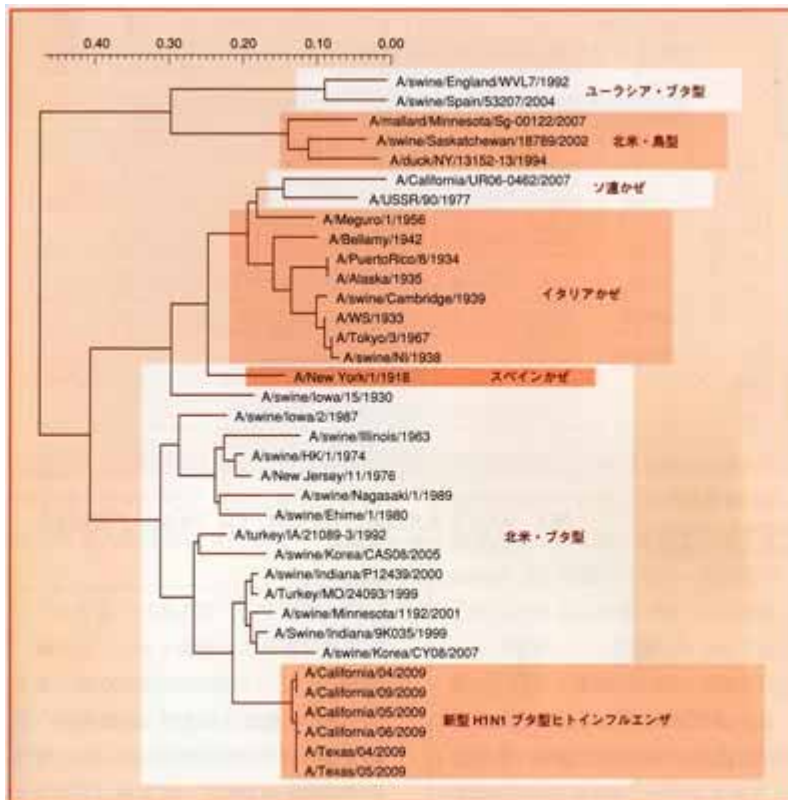 0.40 0.30 0.20 0.10 0.00
A/swine/England/WVL7/1992
ユーラシア・ブタ型
A/swine/Spain/53207/2004
A/mallard/Minnesota/Sg-00122/2007
A/swine/Saskatchewan/18789/2002
北米・鳥型
A/duck/NY/13152-13/1994
A/California/UR06-0462/2007
ソ連かぜ
A/USSR/90/1977
A/Meguro/1/1956
A/Bellamy/1942
A/PuertoRico/8/1934
A/Alaska/1935
イタリアかぜ
A/swine/Cambridge/1939
A/WS/1933
A/Tokyo/3/1967
A/swine/NI/1938
A/New York/1/1918
スペインかぜ
A/swine/Iowa/15/1930
A/swine/Iowa/2/1987
A/swine/Illinois/1963
A/swine/HK/1/1974
A/New Jersey/11/1976
A/swine/Nagasaki/1/1989
A/swine/Ehime/1/1980
A/turkey/IA/21089-3/1992
北米・ブタ型
A/swine/Korea/CAS08/2005
A/swine/Indiana/P12439/2000
A/Turkey/MO/24093/1999
A/swine/Minnesota/1192/2001
A/Swine/Indiana/9K035/1999
A/swine/Korea/CY08/2007
A/California/04/2009
A/California/09/2009
A/California/05/2009
新型H1N1ブタ型ヒトインフルエンザ
A/California/06/2009
A/Texas/04/2009
A/Texas/05/2009